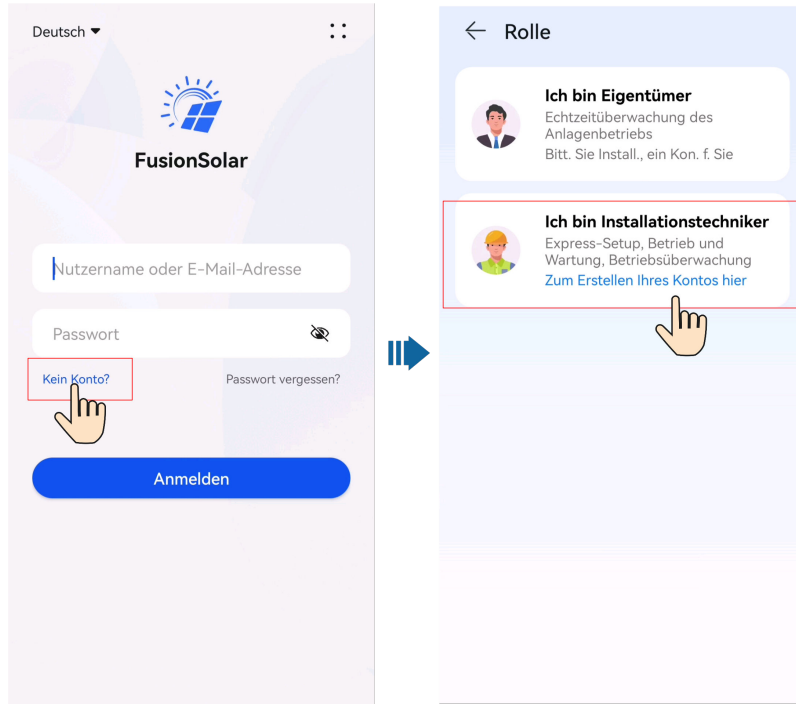 Deutsch
FusionSolar
Nutzername oder E-Mail-Adresse
Passwort
Kein Konto?
Passwort vergessen?
Anmelden
Rolle
Ich bin Eigentümer
Echtzeitüberwachung des
Anlagenbetriebs
Bitt. Sie Install., ein Kon. f. Sie
Ich bin Installationstechniker
Express-Setup, Betrieb und
Wartung, Betriebsüberwachung
Zum Erstellen Ihres Kontos hier